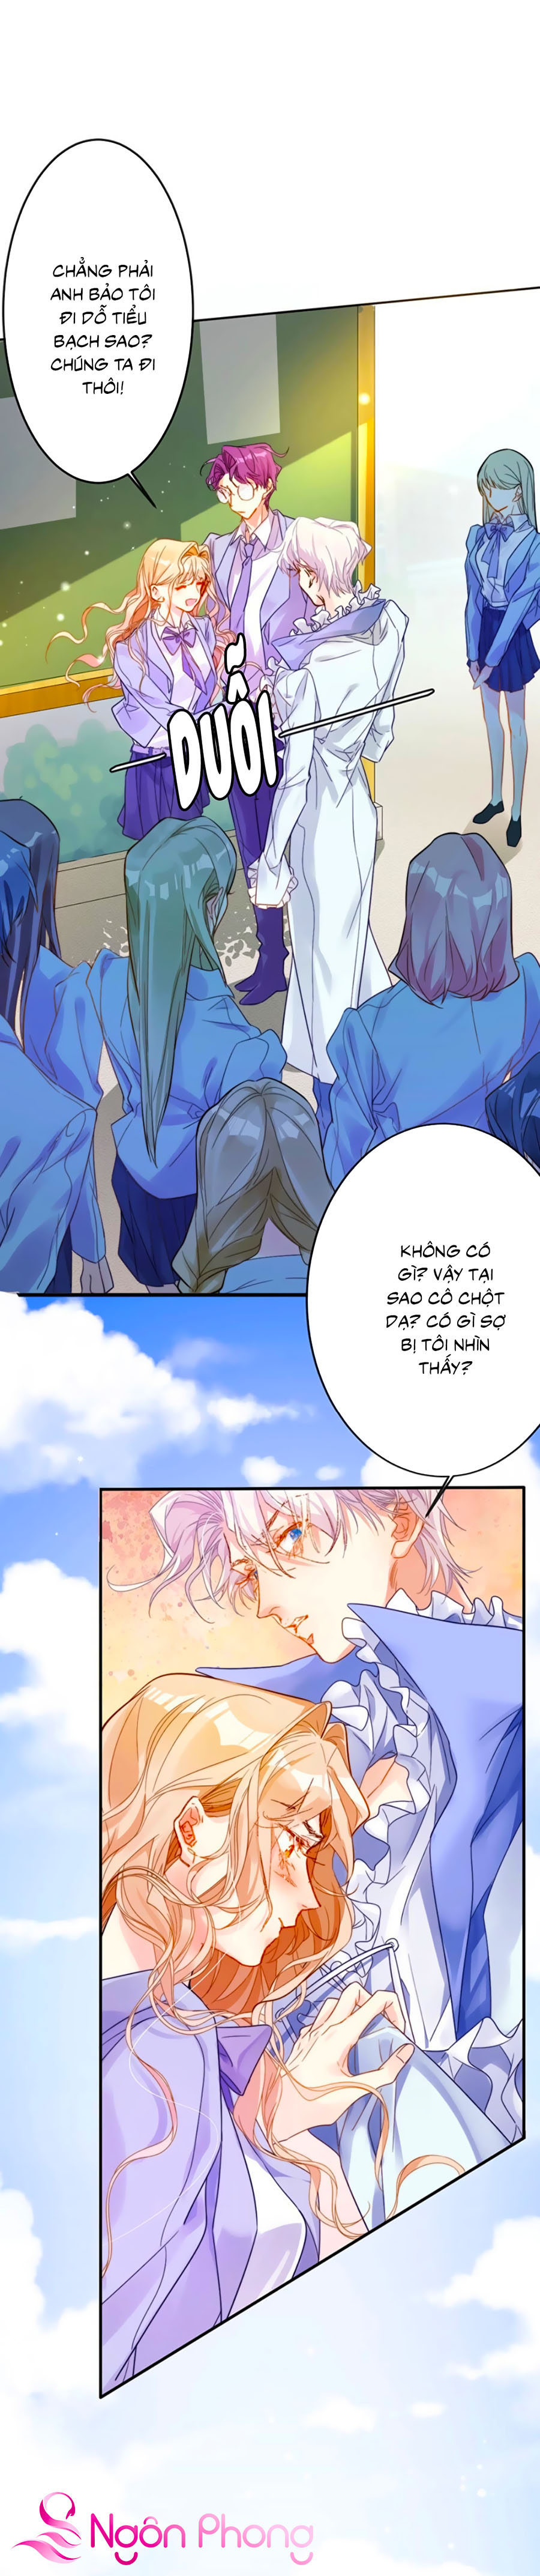 CHẲNG PHẢI
ANH BẢO TÔI
ĐI DỖ TIỂU
BẠCH SAO?
CHÚNG TA ĐI
THÔI!
DUỖI
KHÔNG CÓ
GÌ? VẬY TẠI
SAO CÔ CHỘT
DẠ? CÓ GÌ SỢ
BỊ TÔI NHÌN
THẤY?
Ngôn Phong